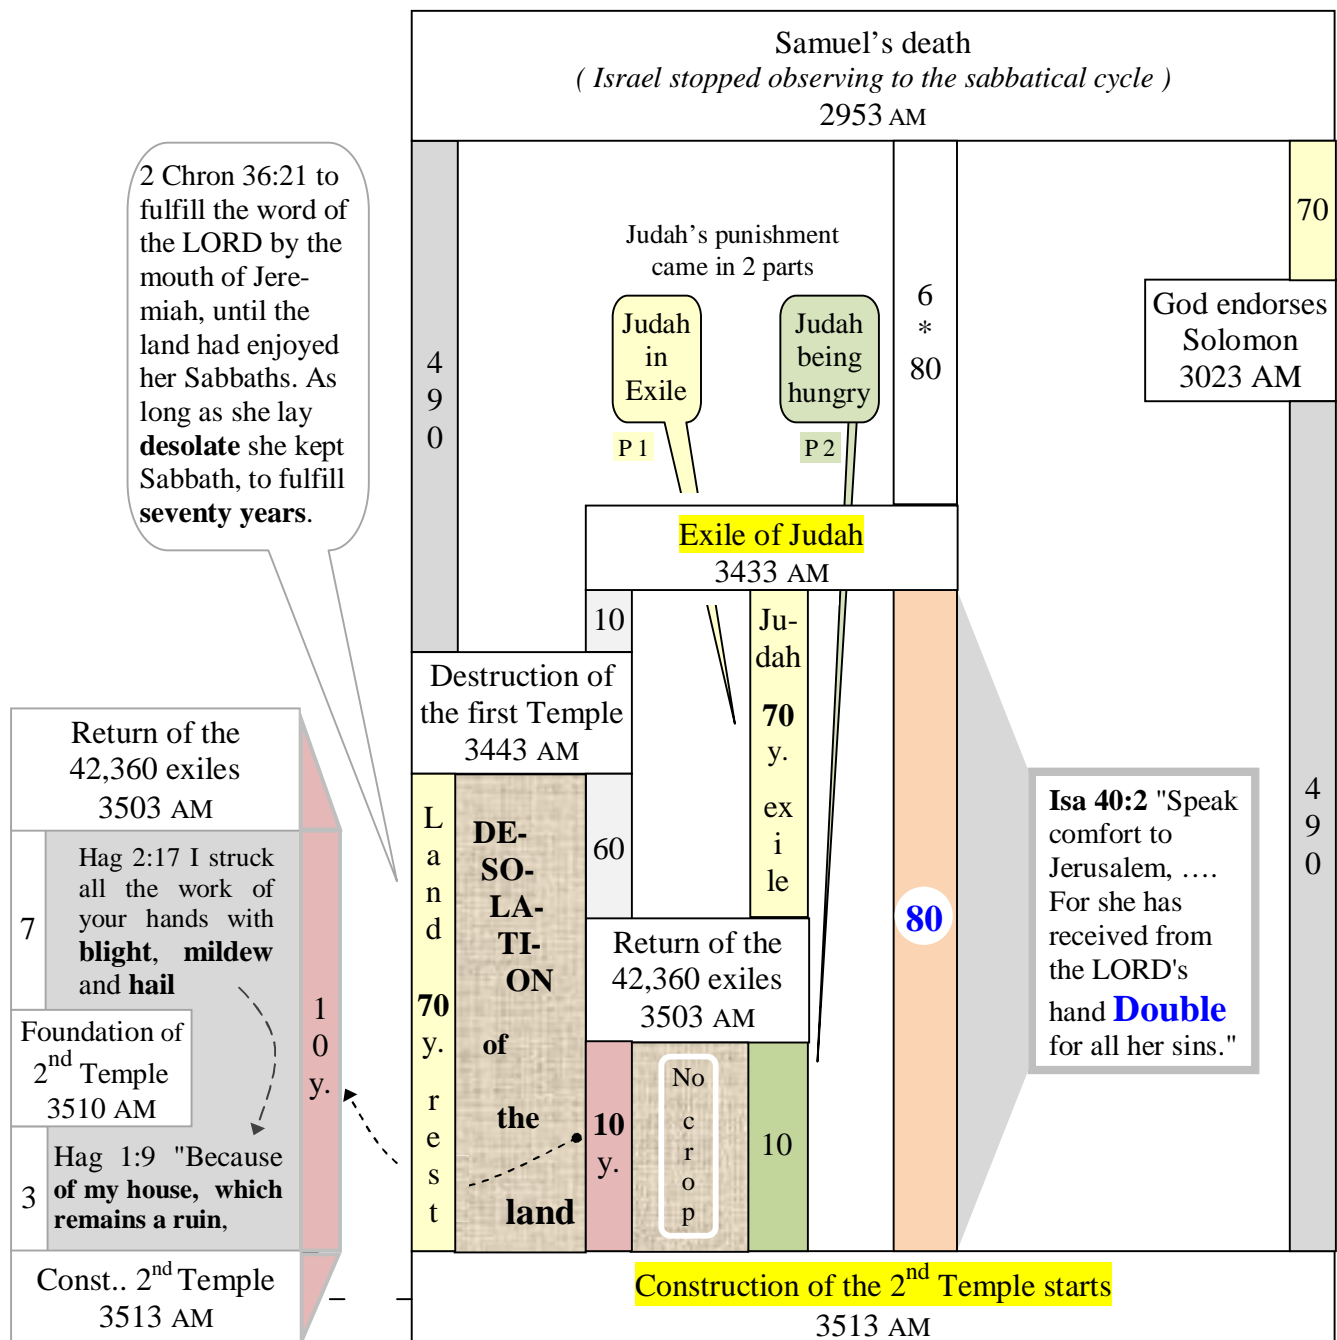 Samuel’s death
( Israel stopped observing to the sabbatical cycle )
2953 AM
2 Chron 36:21 to
fulfill the word of
the LORD by the
mouth of Jere-
miah, until the
land had enjoyed
her Sabbaths. As
long as she lay
desolate she kept
Sabbath, to fulfill
seventy years.
4
9
0
Judah’s punishment
came in 2 parts
Judah
in
Exile
P 1
Judah
being
hungry
P 2
6
*
80
70
God endorses
Solomon
3023 AM
Exile of Judah
3433 AM
10
Destruction of
the first Temple
3443 AM
Ju-
dah
70
y.
ex
i
le
60
L
a
n
d
70
y.
r
e
s
t
DE-
SO-
LA-
TI-
ON
of
the
land
Return of the
42,360 exiles
3503 AM
10
y.
No
c
r
o
p
10
80
Isa 40:2 "Speak
comfort to
Jerusalem, ….
For she has
received from
the LORD's
hand Double
for all her sins."
4
9
0
Return of the
42,360 exiles
3503 AM
7
Hag 2:17 I struck
all the work of
your hands with
blight, mildew
and hail
Foundation of
2nd Temple
3510 AM
3
Hag 1:9 "Because
of my house, which
remains a ruin,
1
0
y.
Const.. 2nd Temple
3513 AM
Construction of the 2nd Temple starts
3513 AM